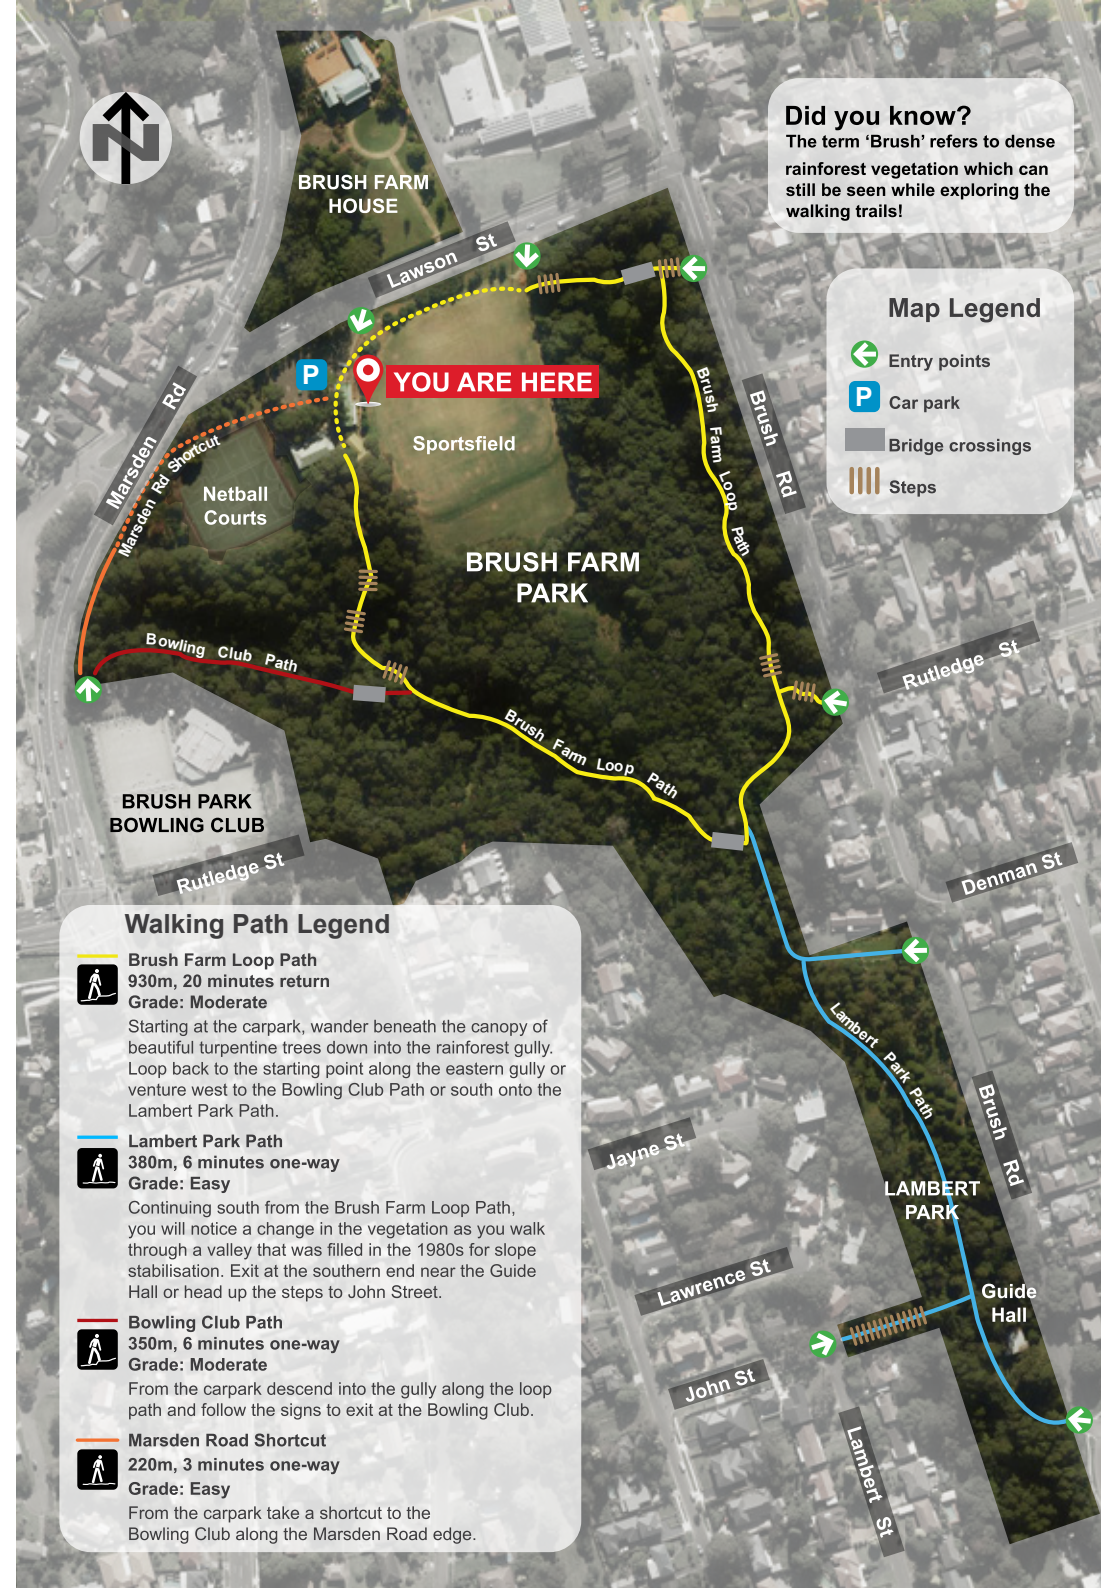 N
BRUSH FARM
HOUSE
Did you know?
The term ‘Brush’ refers to dense
rainforest vegetation which can
still be seen while exploring the
walking trails!
Lawson St
Map Legend
Entry points
P Car park
Bridge crossings
Steps
P
YOU ARE HERE
Sportsfield
Marsden Rd
Marsden Rd Shortcut
Netball
Courts
Brush Farm Loop Path
Brush Rd
BRUSH FARM
PARK
Bowling Club Path
Rutledge St
Brush Farm Loop Path
BRUSH PARK
BOWLING CLUB
Rutledge St
Denman St
Walking Path Legend
Brush Farm Loop Path
930m, 20 minutes return
Grade: Moderate
Starting at the carpark, wander beneath the canopy of
beautiful turpentine trees down into the rainforest gully.
Loop back to the starting point along the eastern gully or
venture west to the Bowling Club Path or south onto the
Lambert Park Path.
Lambert Park Path
380m, 6 minutes one-way
Grade: Easy
Continuing south from the Brush Farm Loop Path,
you will notice a change in the vegetation as you walk
through a valley that was filled in the 1980s for slope
stabilisation. Exit at the southern end near the Guide
Hall or head up the steps to John Street.
Bowling Club Path
350m, 6 minutes one-way
Grade: Moderate
From the carpark descend into the gully along the loop
path and follow the signs to exit at the Bowling Club.
Marsden Road Shortcut
220m, 3 minutes one-way
Grade: Easy
From the carpark take a shortcut to the
Bowling Club along the Marsden Road edge.
Lambert Park Path
Brush Rd
Jayne St
LAMBERT
PARK
Lawrence St
Guide
Hall
John St
Lambert St